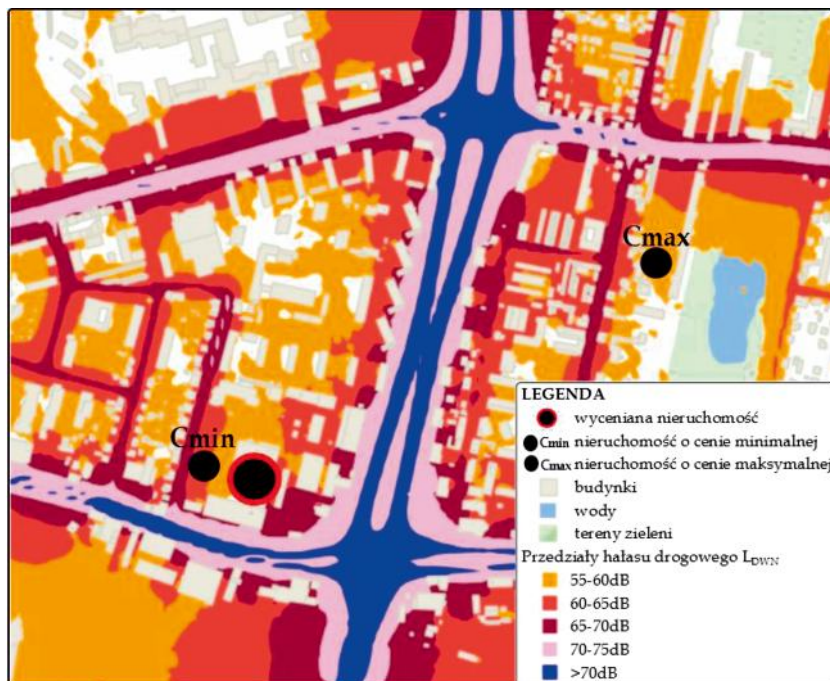 Cmax
Cmin
LEGENDA
wyceniana nieruchomość
Cmin nieruchomość o cenie minimalnej
Cmax nieruchomość o cenie maksymalnej
budynki
wody
tereny zieleni
Przedziały hałasu drogowego LDWN
55-60dB
60-65dB
65-70dB
70-75dB
>70dB